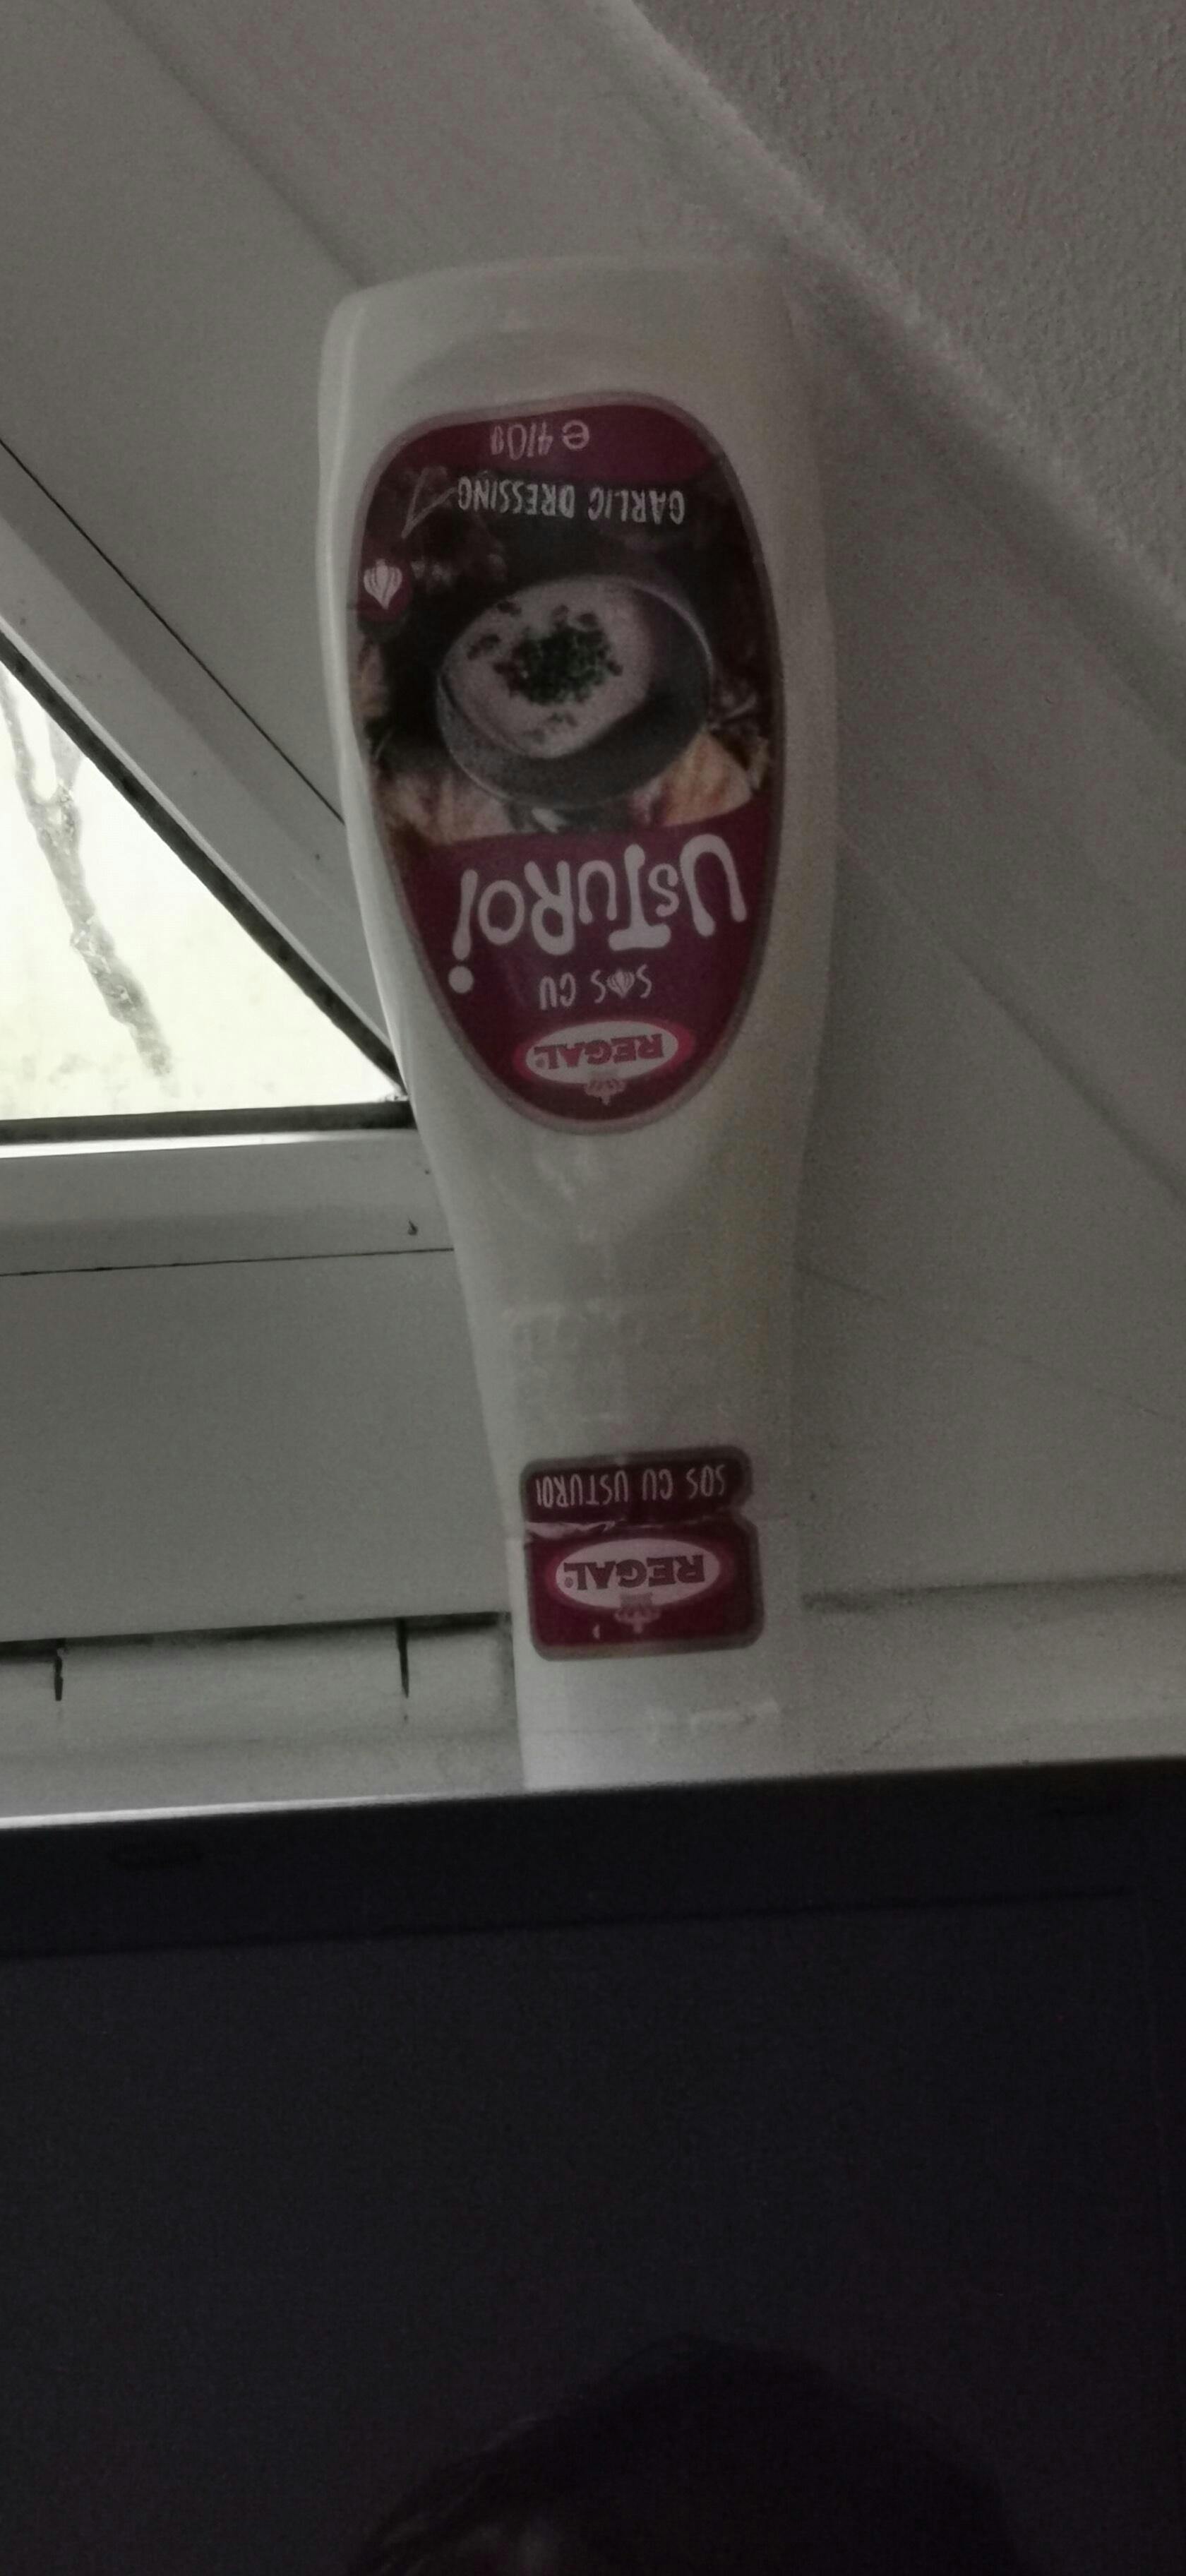 REGAL
SOS CU USTUROI
REGAL
SOS CU
USTUROI
GARLIC DRESSING
℮ 410g